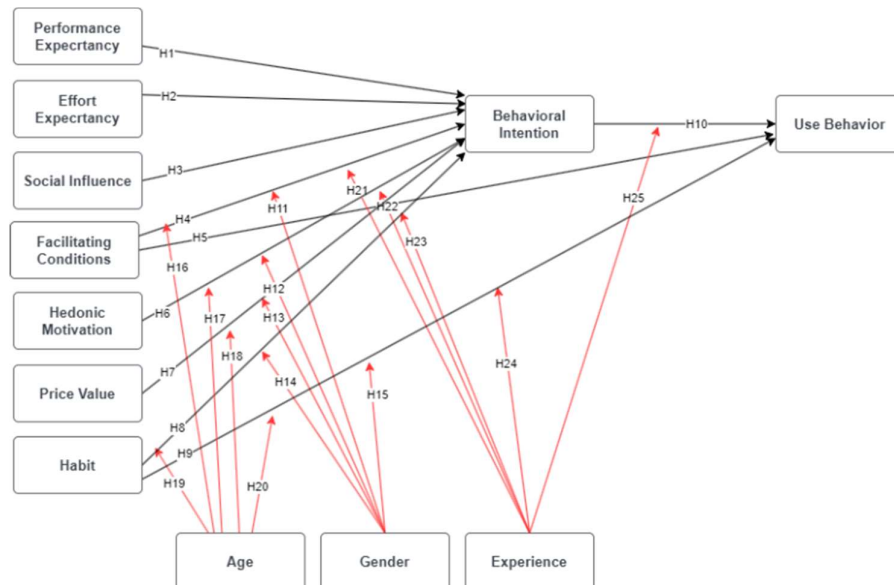 Performance
Expecrtancy
H1
Effort
Expecrtancy
H2
Behavioral
Intention
H10
Use Behavior
Social Influence
H3
H21
H11
H22
H25
H4
H5
Facilitating
Conditions
H23
H16
H12
Hedonic
Motivation
H6
H17
H13
H18
H24
Price Value
H7
H14
H15
H8
H9
Habit
H19
H20
Age
Gender
Experience